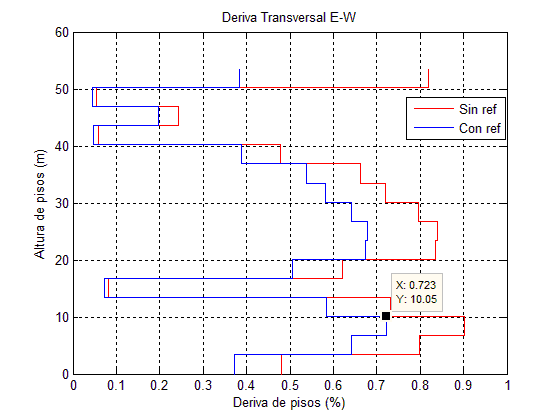 Deriva Transversal E-W
60
50
40
30
20
10
0
Altura de pisos (m)
Sin ref
Con ref
X: 0.723
Y: 10.05
0 0.1 0.2 0.3 0.4 0.5 0.6 0.7 0.8 0.9 1
Deriva de pisos (%)